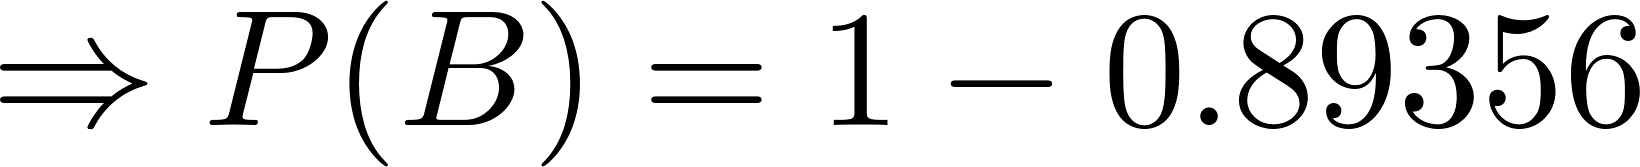 ⇒ P(B) = 1 − 0.89356